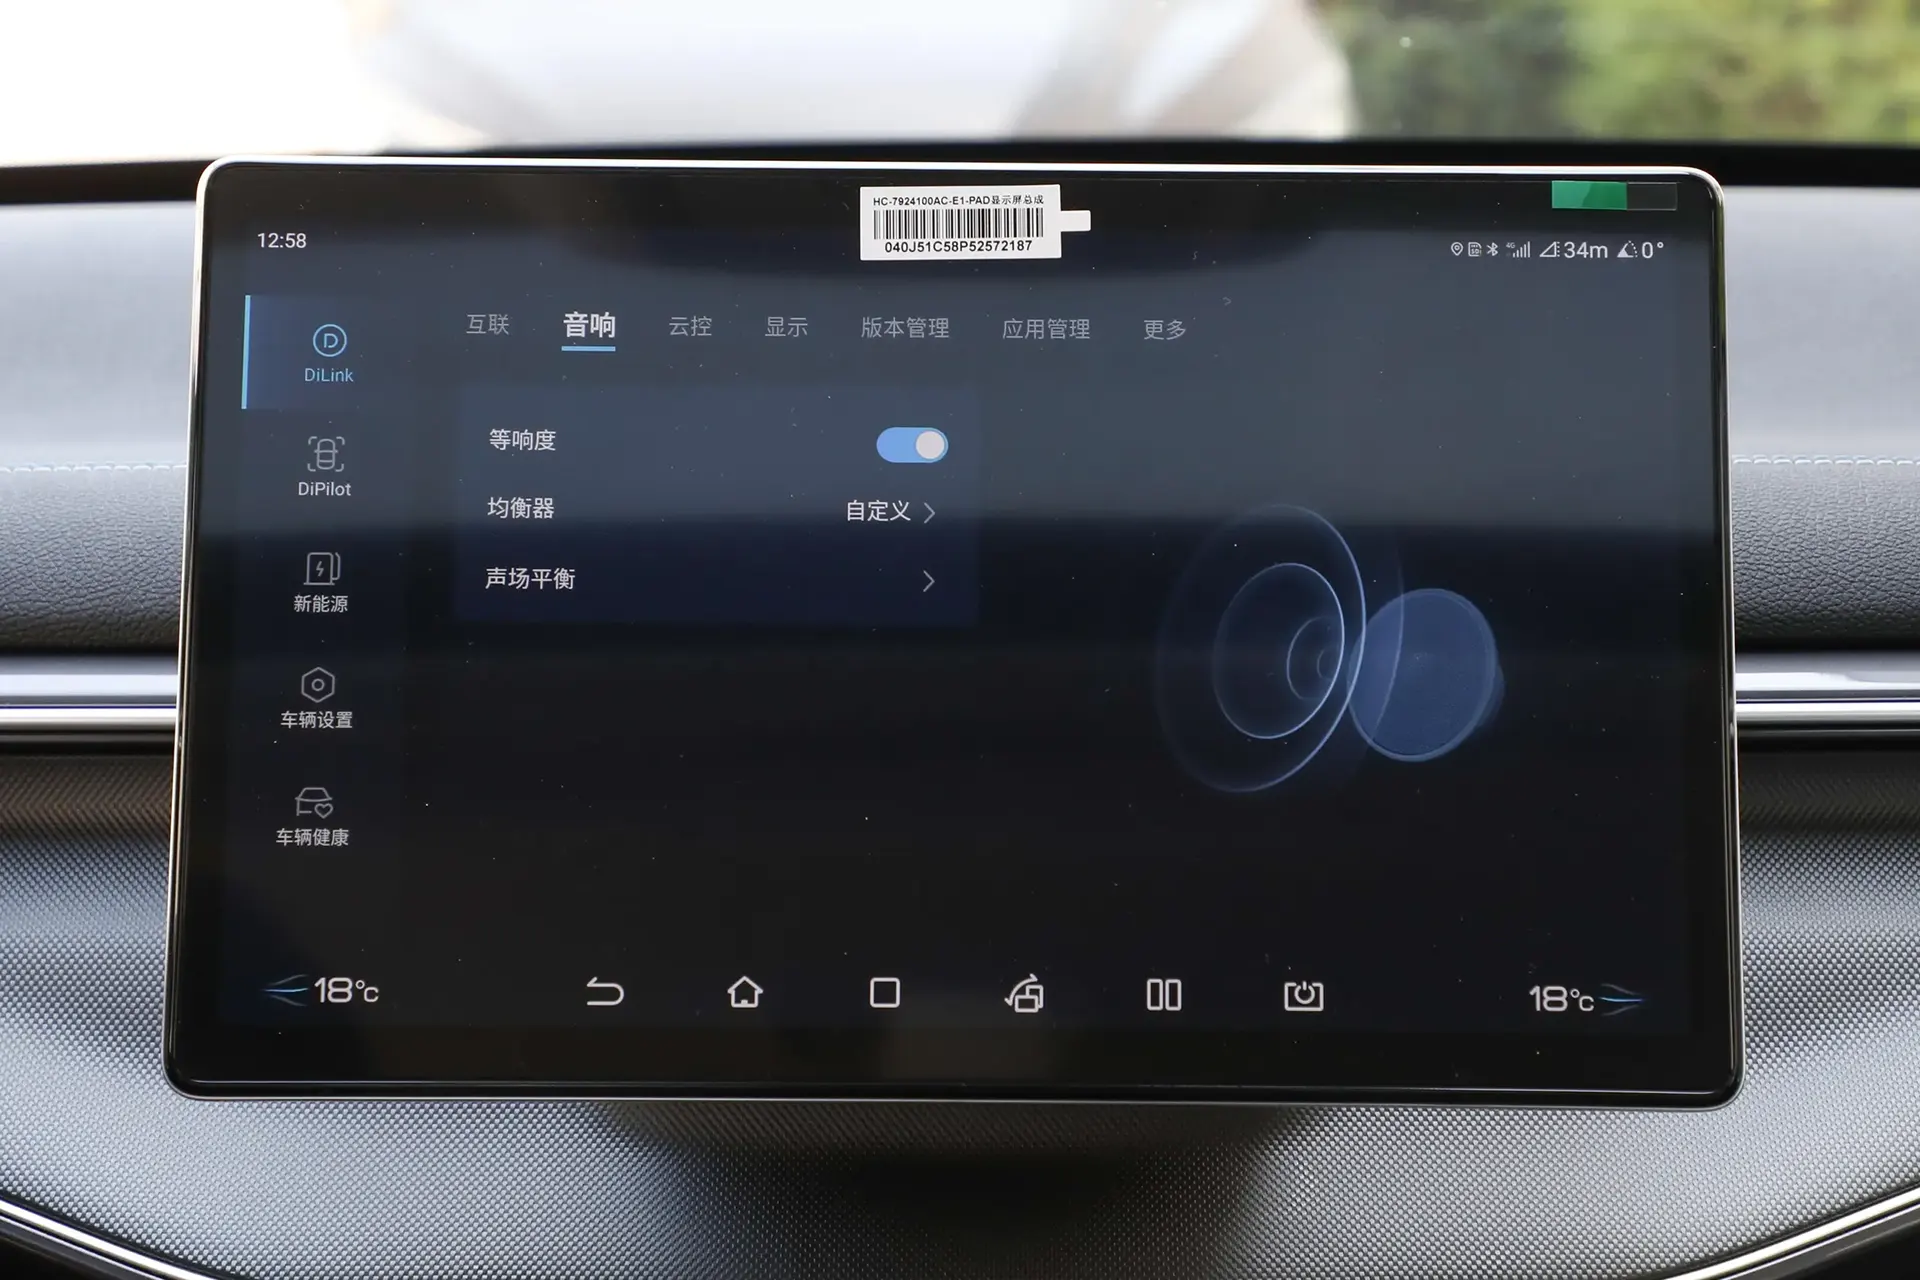 HC-7924100AC-E1-PAD显示屏总成
040J51C58P52572187
12:58
4G 34m 0°
互联 音响 云控 显示 版本管理 应用管理 更多
DiLink
DiPilot
新能源
车辆设置
车辆健康
等响度
均衡器 自定义
声场平衡
18°C
18°C